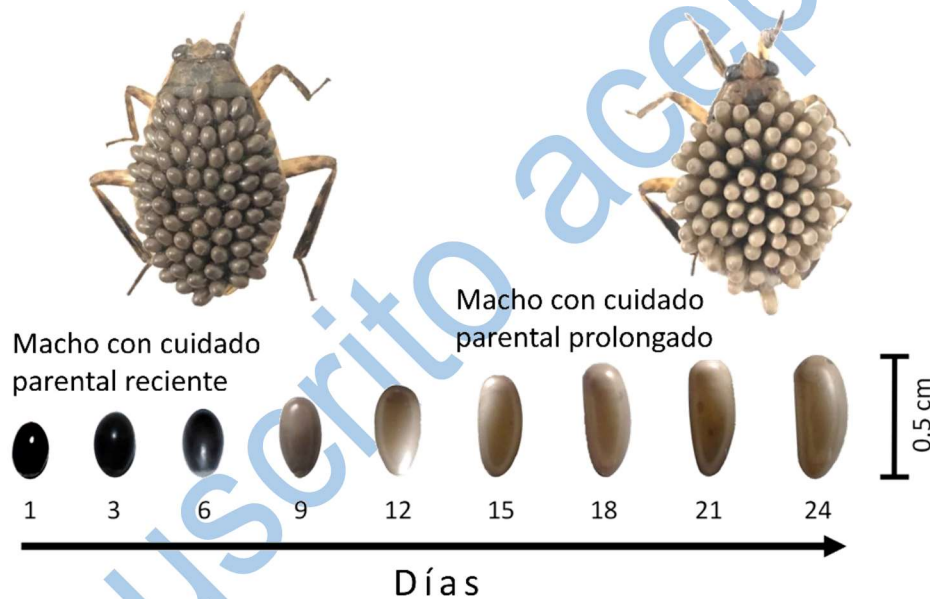 Macho con cuidado
parental reciente
Macho con cuidado
parental prolongado
0.5 cm
1 3 6 9 12 15 18 21 24
Días
uscrito acep